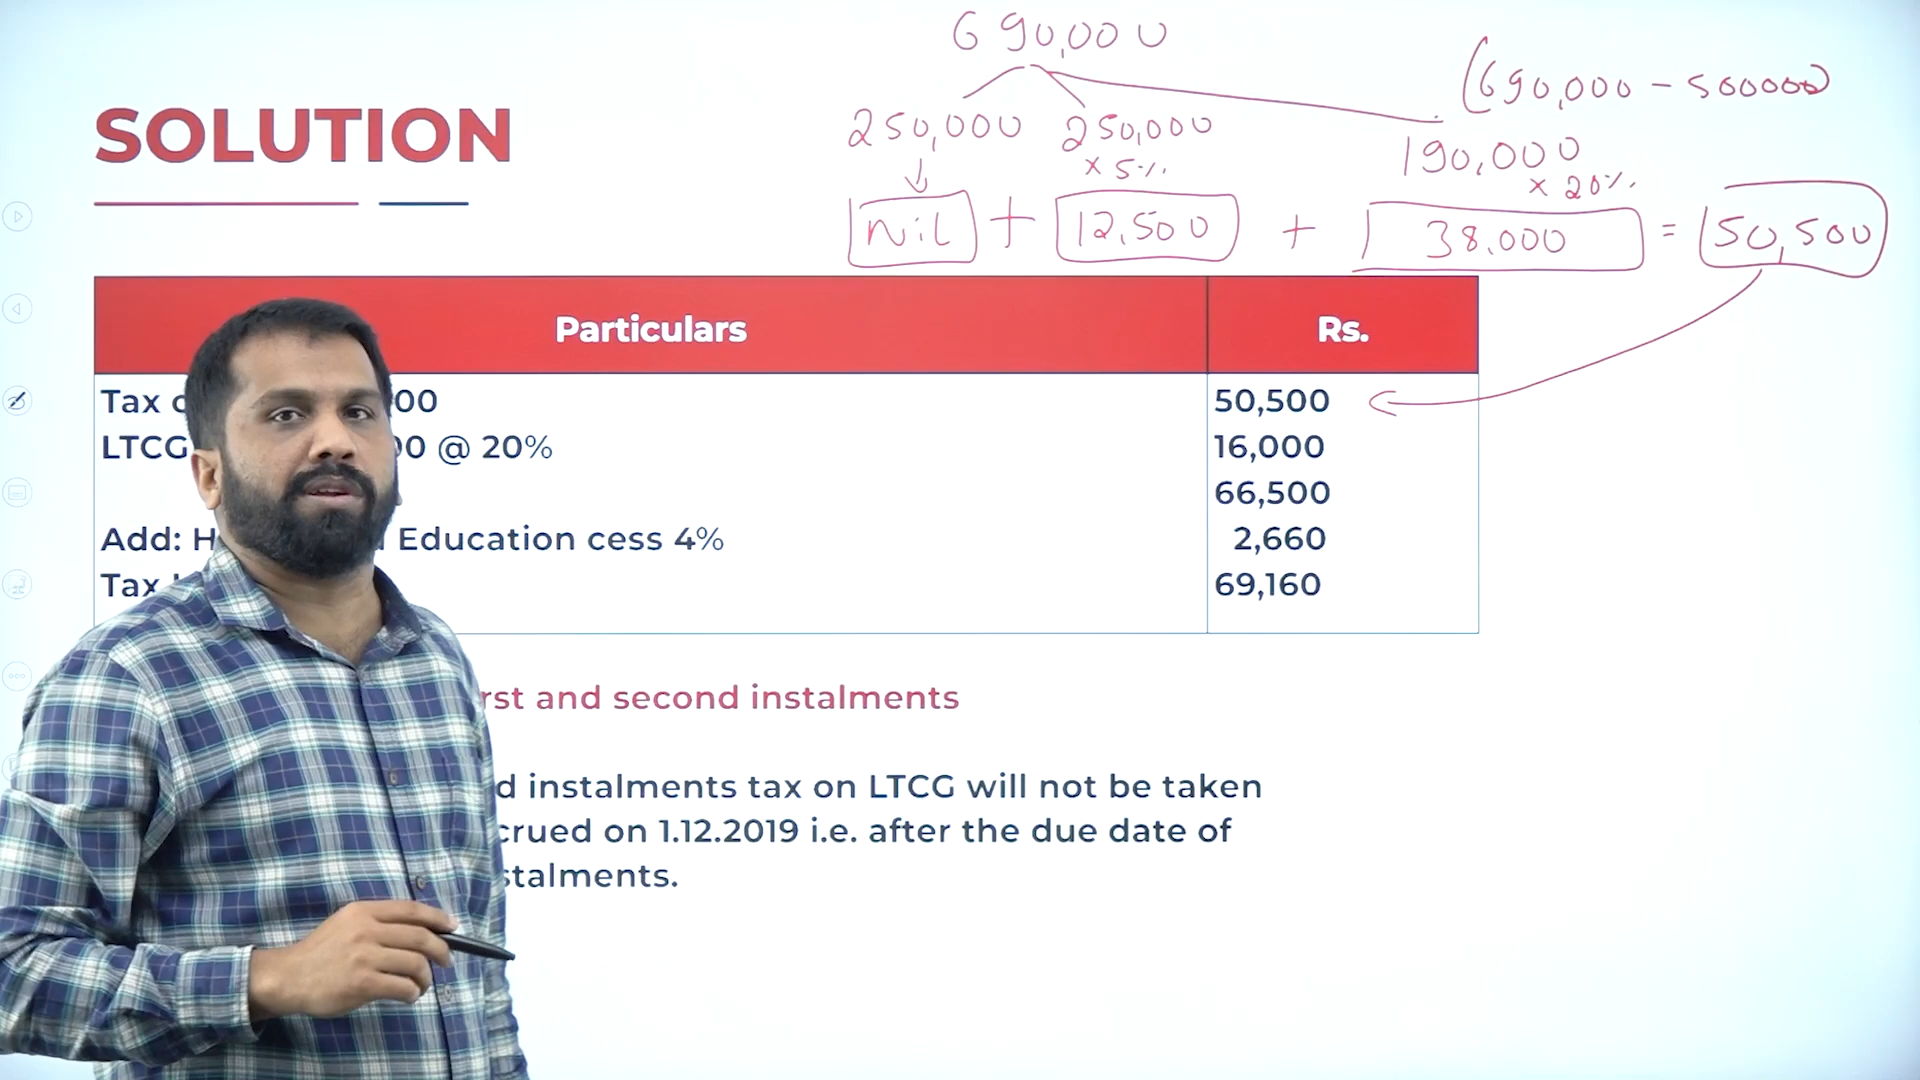 690,000
(690,000 - 500000
250,000 250,000 190,000
x 5% x 20%
Nil + 12,500 + 38,000 = 50,500
SOLUTION
Particulars Rs.
Tax 00 50,500
LTCG 00 @ 20% 16,000
66,500
Add: H Education cess 4% 2,660
Tax 69,160
rst and second instalments
d instalments tax on LTCG will not be taken
crued on 1.12.2019 i.e. after the due date of
stalments.